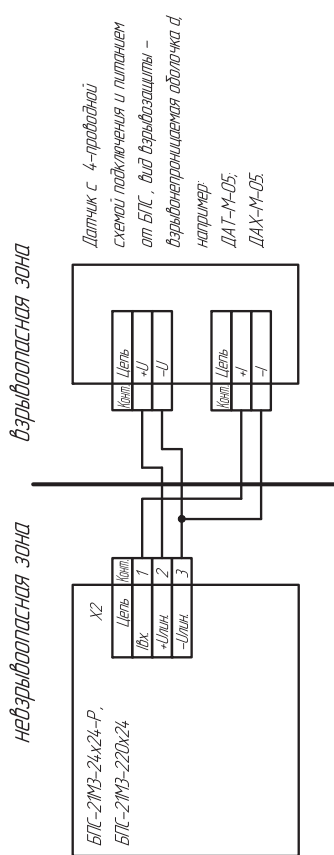 невзрывоопасная зона
взрывоопасная зона
БПС-21М3-24х24-Р,
БПС-21М3-220х24
X2
Цепь Конт.
Iвх. 1
+Uлин. 2
-Uлин. 3
Конт. Цепь
+U
-U
Конт. Цепь
+I
-I
Датчик с 4-проводной
схемой подключения и питанием
от БПС, вид взрывозащиты -
взрывонепроницаемая оболочка d,
например:
ДАТ-М-05;
ДАХ-М-05.